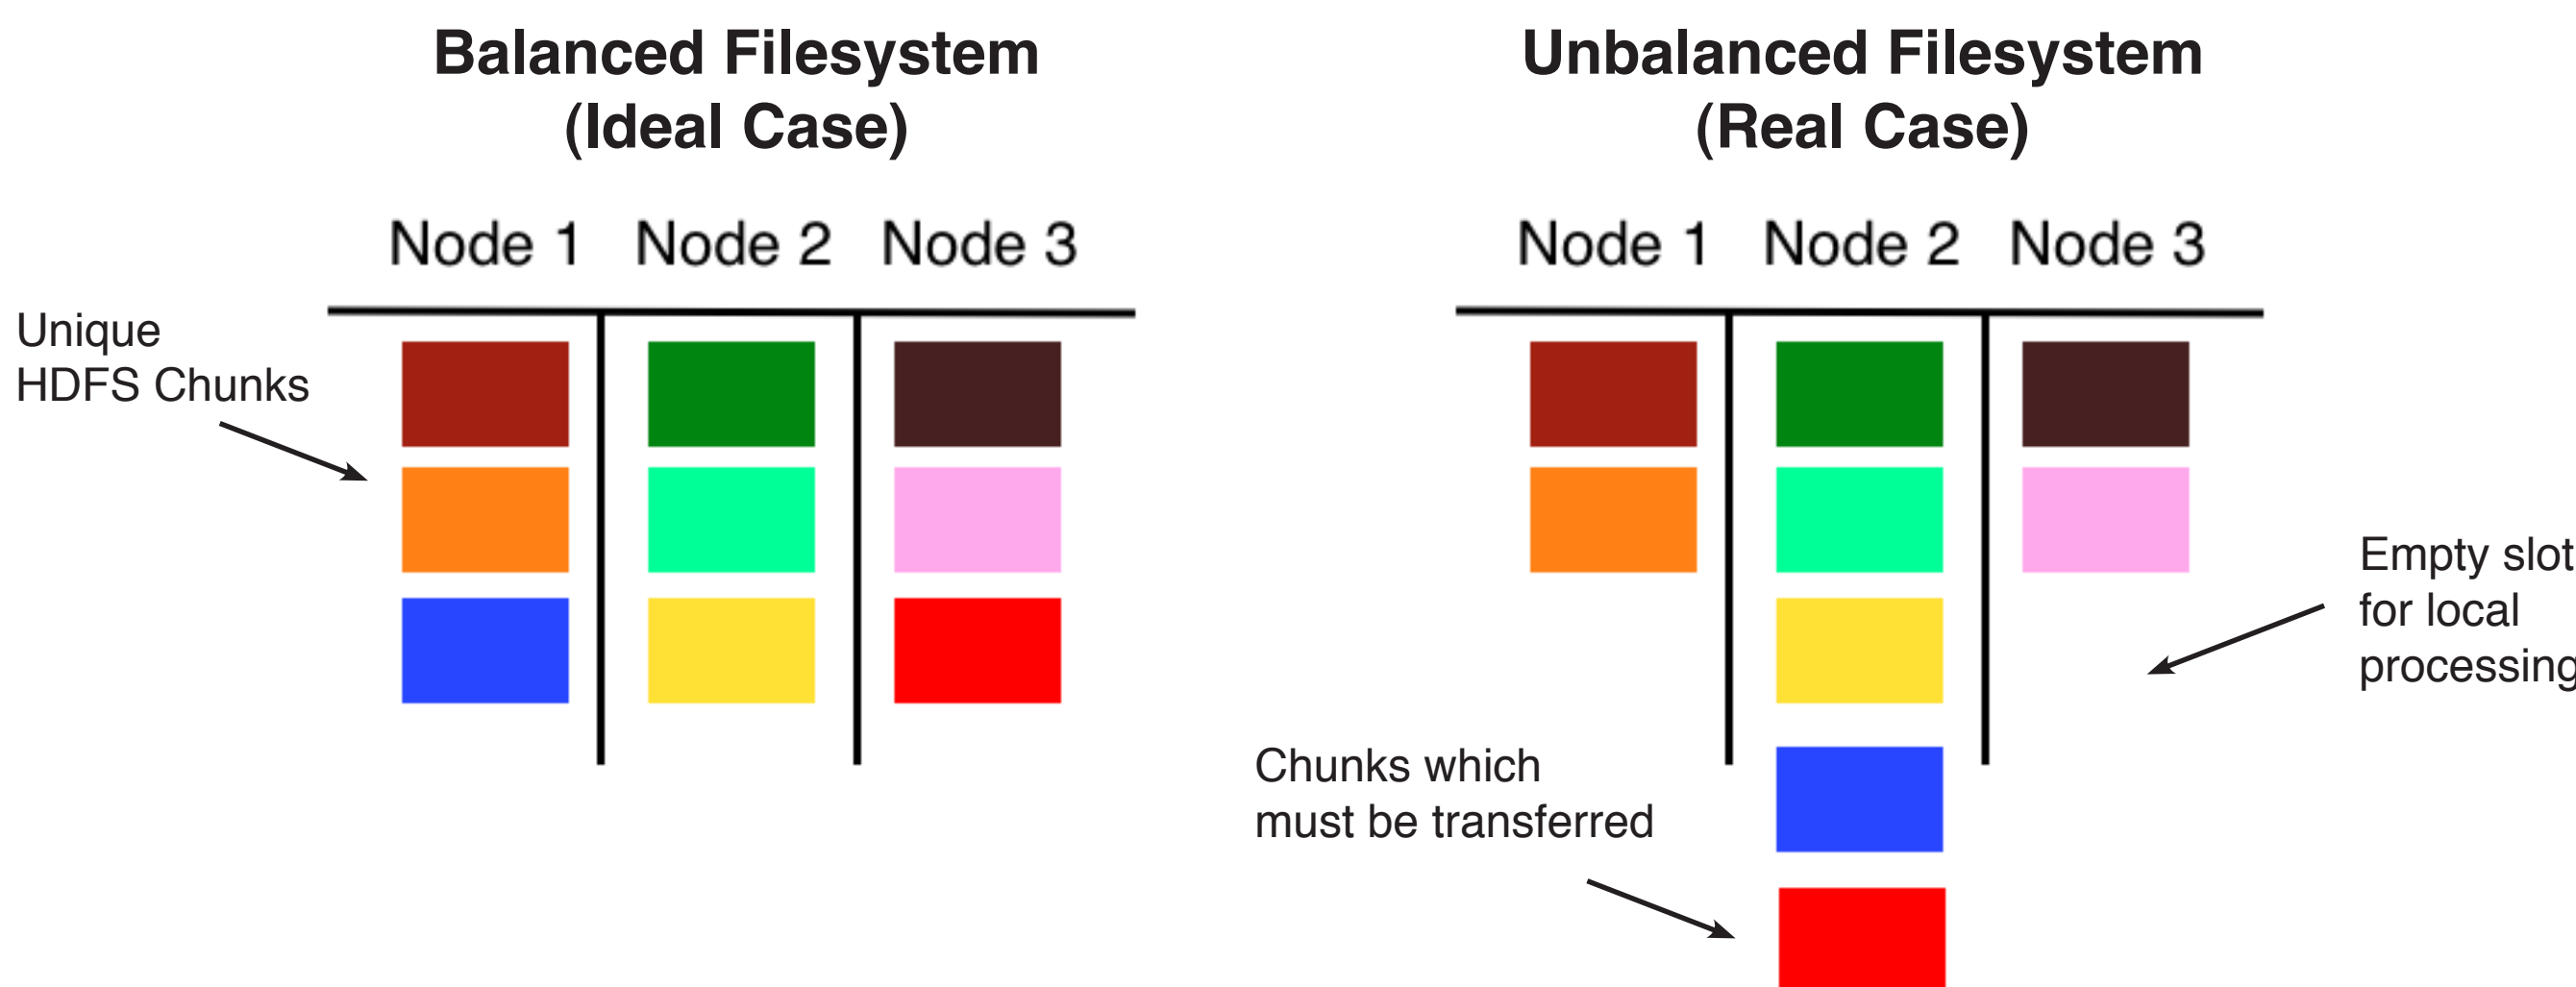 Balanced Filesystem
(Ideal Case)
Node 1 Node 2 Node 3
Unique
HDFS Chunks
Unbalanced Filesystem
(Real Case)
Node 1 Node 2 Node 3
Empty slot
for local
processing
Chunks which
must be transferred